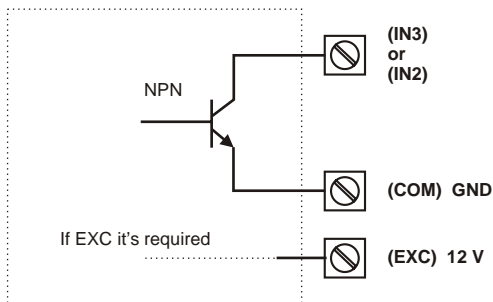 (IN3)
or
(IN2)
NPN
(COM) GND
If EXC it's required
(EXC) 12 V